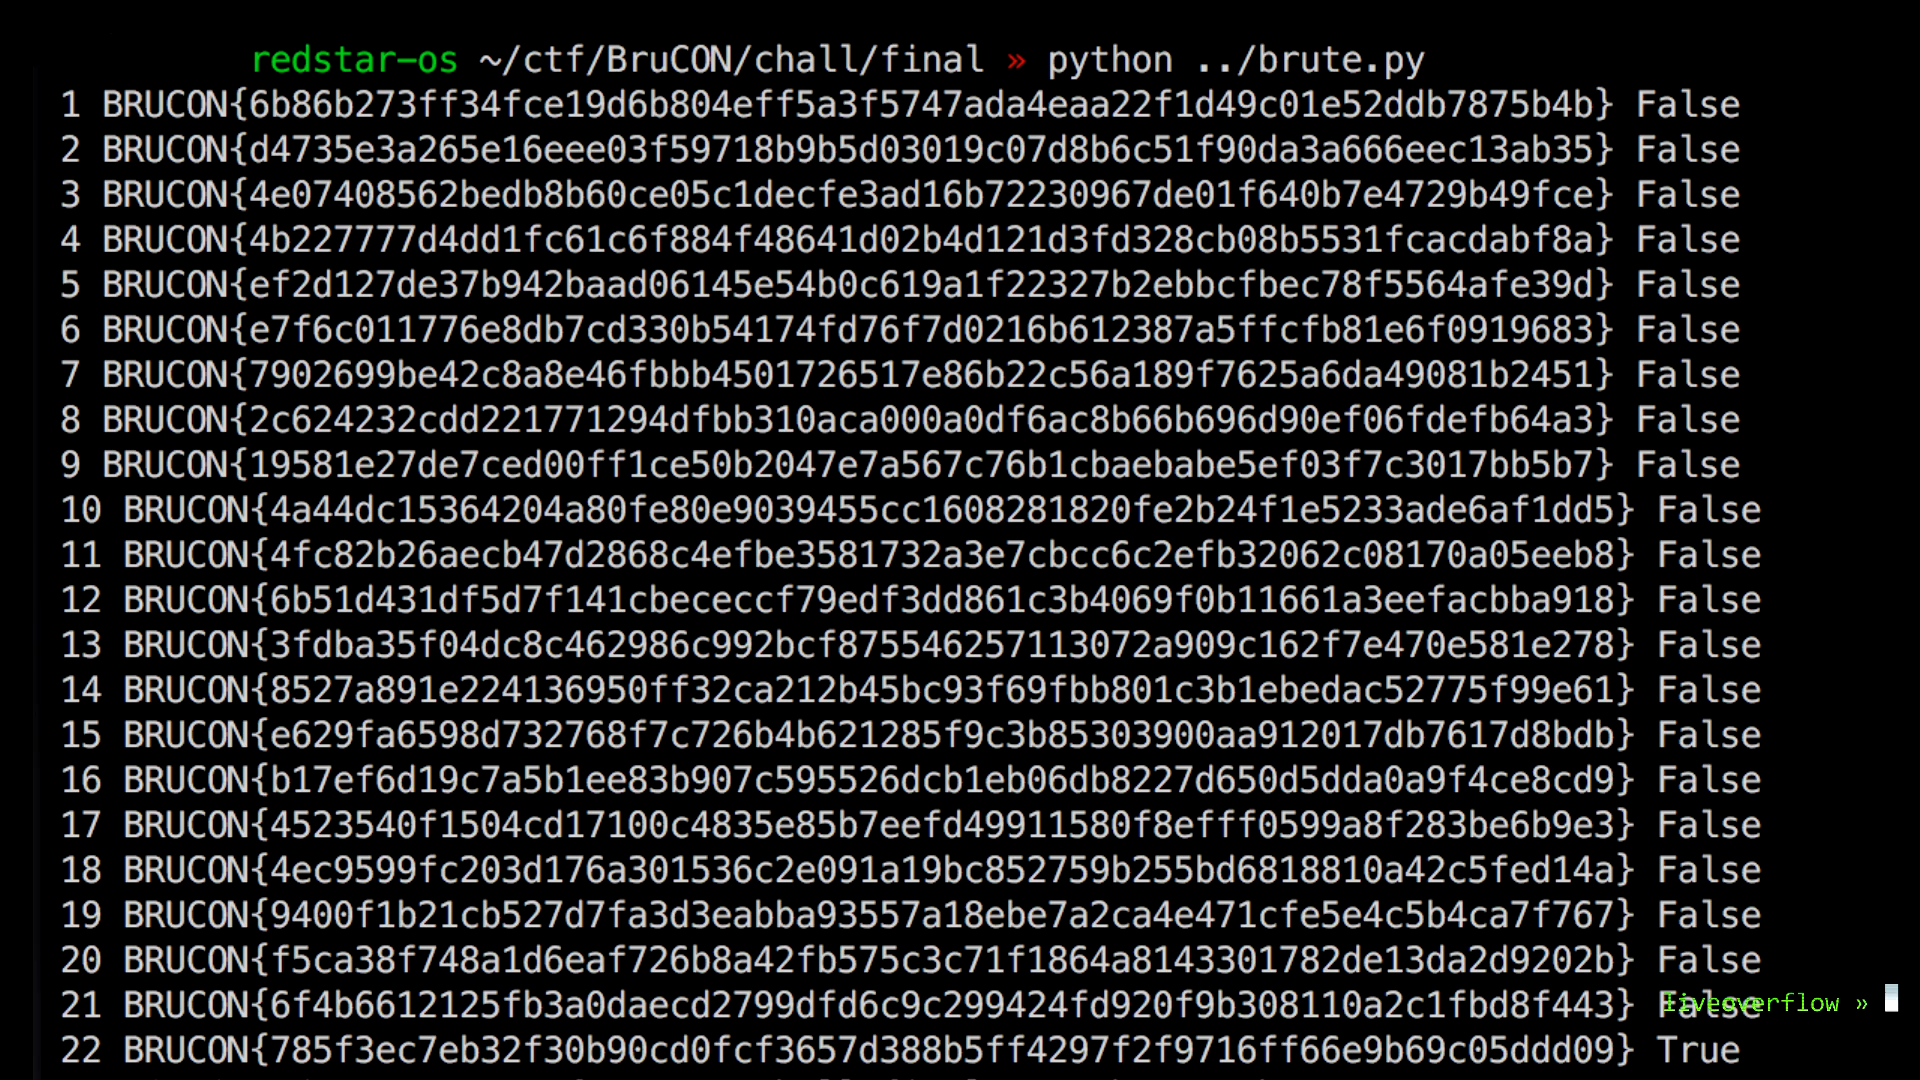 redstar-os ~/ctf/BruCON/chall/final » python ../brute.py
1 BRUCON{6b86b273ff34fce19d6b804eff5a3f5747ada4eaa22f1d49c01e52ddb7875b4b} False
2 BRUCON{d4735e3a265e16eee03f59718b9b5d03019c07d8b6c51f90da3a666eec13ab35} False
3 BRUCON{4e07408562bedb8b60ce05c1decfe3ad16b72230967de01f640b7e4729b49fce} False
4 BRUCON{4b227777d4dd1fc61c6f884f48641d02b4d121d3fd328cb08b5531fcacdabf8a} False
5 BRUCON{ef2d127de37b942baad06145e54b0c619a1f22327b2ebbcfbec78f5564afe39d} False
6 BRUCON{e7f6c011776e8db7cd330b54174fd76f7d0216b612387a5ffcfb81e6f0919683} False
7 BRUCON{7902699be42c8a8e46fbbb4501726517e86b22c56a189f7625a6da49081b2451} False
8 BRUCON{2c624232cdd221771294dfbb310aca000a0df6ac8b66b696d90ef06fdefb64a3} False
9 BRUCON{19581e27de7ced00ff1ce50b2047e7a567c76b1cbaebabe5ef03f7c3017bb5b7} False
10 BRUCON{4a44dc15364204a80fe80e9039455cc1608281820fe2b24f1e5233ade6af1dd5} False
11 BRUCON{4fc82b26aecb47d2868c4efbe3581732a3e7cbcc6c2efb32062c08170a05eeb8} False
12 BRUCON{6b51d431df5d7f141cbececcf79edf3dd861c3b4069f0b11661a3eefacbba918} False
13 BRUCON{3fdba35f04dc8c462986c992bcf875546257113072a909c162f7e470e581e278} False
14 BRUCON{8527a891e224136950ff32ca212b45bc93f69fbb801c3b1ebedac52775f99e61} False
15 BRUCON{e629fa6598d732768f7c726b4b621285f9c3b85303900aa912017db7617d8bdb} False
16 BRUCON{b17ef6d19c7a5b1ee83b907c595526dcb1eb06db8227d650d5dda0a9f4ce8cd9} False
17 BRUCON{4523540f1504cd17100c4835e85b7eefd49911580f8efff0599a8f283be6b9e3} False
18 BRUCON{4ec9599fc203d176a301536c2e091a19bc852759b255bd6818810a42c5fed14a} False
19 BRUCON{9400f1b21cb527d7fa3d3eabba93557a18ebe7a2ca4e471cfe5e4c5b4ca7f767} False
20 BRUCON{f5ca38f748a1d6eaf726b8a42fb575c3c71f1864a8143301782de13da2d9202b} False
21 BRUCON{6f4b6612125fb3a0daecd2799dfd6c9c299424fd920f9b308110a2c1fbd8f443} False
liveoverflow »
22 BRUCON{785f3ec7eb32f30b90cd0fcf3657d388b5ff4297f2f9716ff66e9b69c05ddd09} True